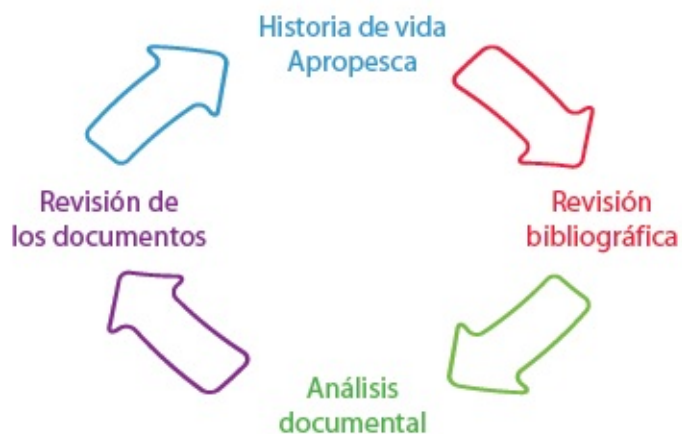 Historia de vida
Apropesca
Revisión
bibliográfica
Análisis
documental
Revisión de
los documentos